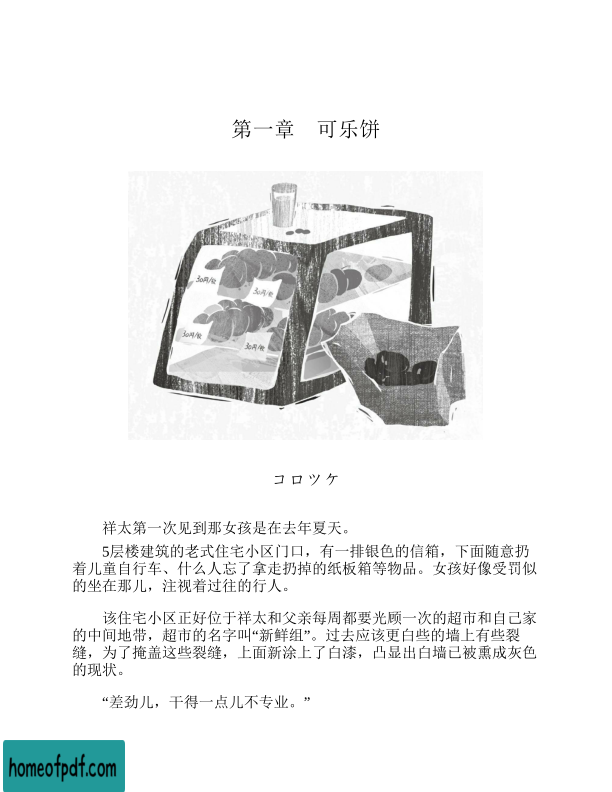 第一章　可乐饼
30円/枚
30円/枚
30円/枚
30円/枚
コロツケ
祥太第一次见到那女孩是在去年夏天。
5层楼建筑的老式住宅小区门口，有一排银色的信箱，下面随意扔
着儿童自行车、什么人忘了拿走扔掉的纸板箱等物品。女孩好像受罚似
的坐在那儿，注视着过往的行人。
该住宅小区正好位于祥太和父亲每周都要光顾一次的超市和自己家
的中间地带，超市的名字叫“新鲜组”。过去应该更白些的墙上有些裂
缝，为了掩盖这些裂缝，上面新涂上了白漆，凸显出白墙已被熏成灰色
的现状。
“差劲儿，干得一点儿不专业。”
homeofpdf.com